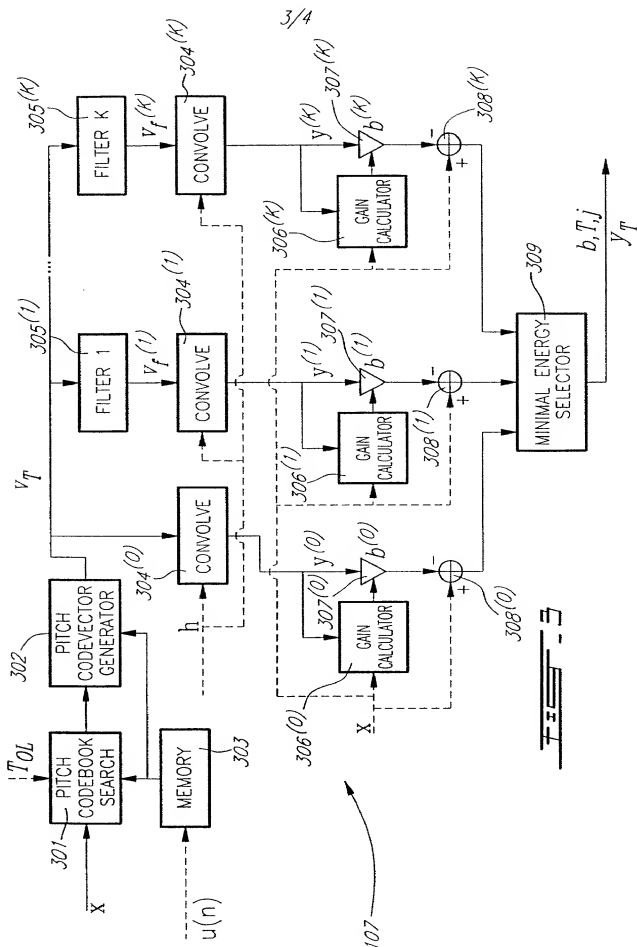 3/4
305(K)
FILTER K
Vf(K)
304(K)
CONVOLVE
y(K)
307(K)
b(K)
306(K)
GAIN
CALCULATOR
308(K)
-
+
...
305(1)
FILTER 1
Vf(1)
304(1)
CONVOLVE
y(1)
307(1)
b(1)
306(1)
GAIN
CALCULATOR
308(1)
-
+
VT
304(0)
CONVOLVE
h
y(0)
307(0)
b(0)
306(0)
GAIN
CALCULATOR
x
308(0)
-
+
302
PITCH
CODEVECTOR
GENERATOR
TOL
301
PITCH
CODEBOOK
SEARCH
x
303
MEMORY
u(n)
309
MINIMAL ENERGY
SELECTOR
b,T,j
yT
107
Fig. 3